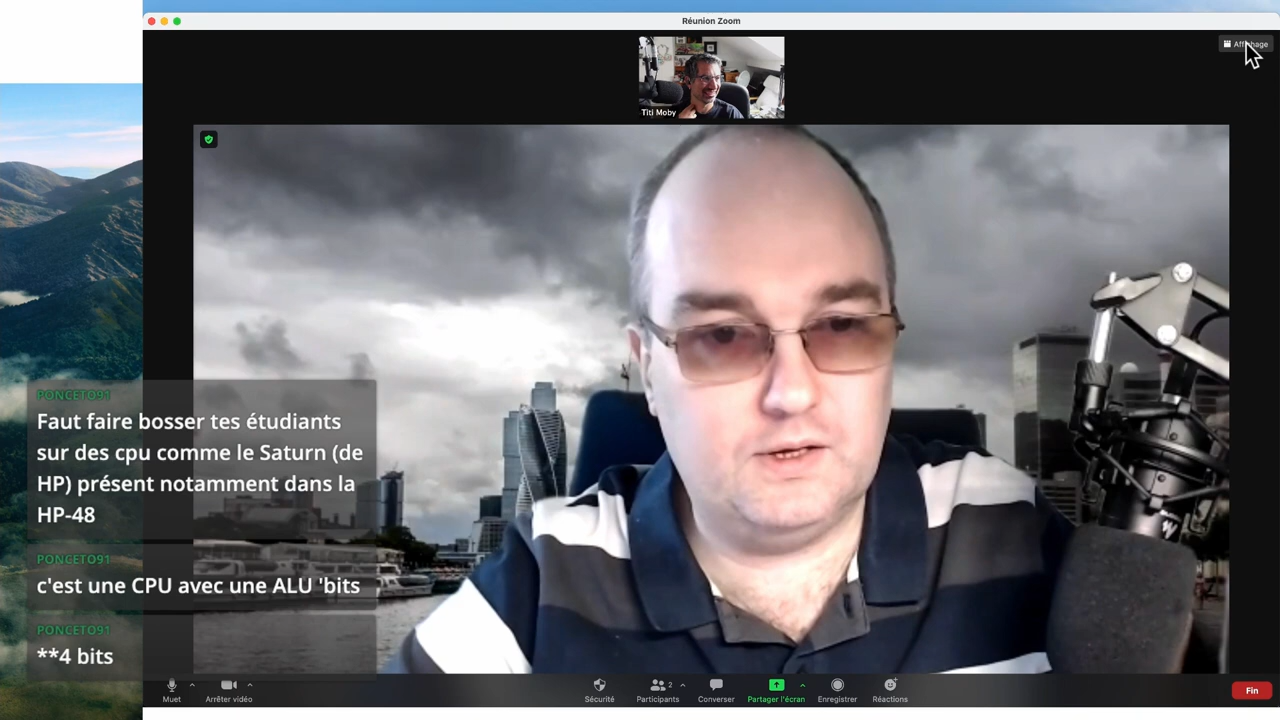 Réunion Zoom
Affichage
Titi Moby
PONCETO91
Faut faire bosser tes étudiants
sur des cpu comme le Saturn (de
HP) présent notamment dans la
HP-48
PONCETO91
c'est une CPU avec une ALU 'bits
PONCETO91
**4 bits
Muet
Arrêter vidéo
Sécurité
2
Participants
Converser
Partager l'écran
Enregistrer
Réactions
Fin